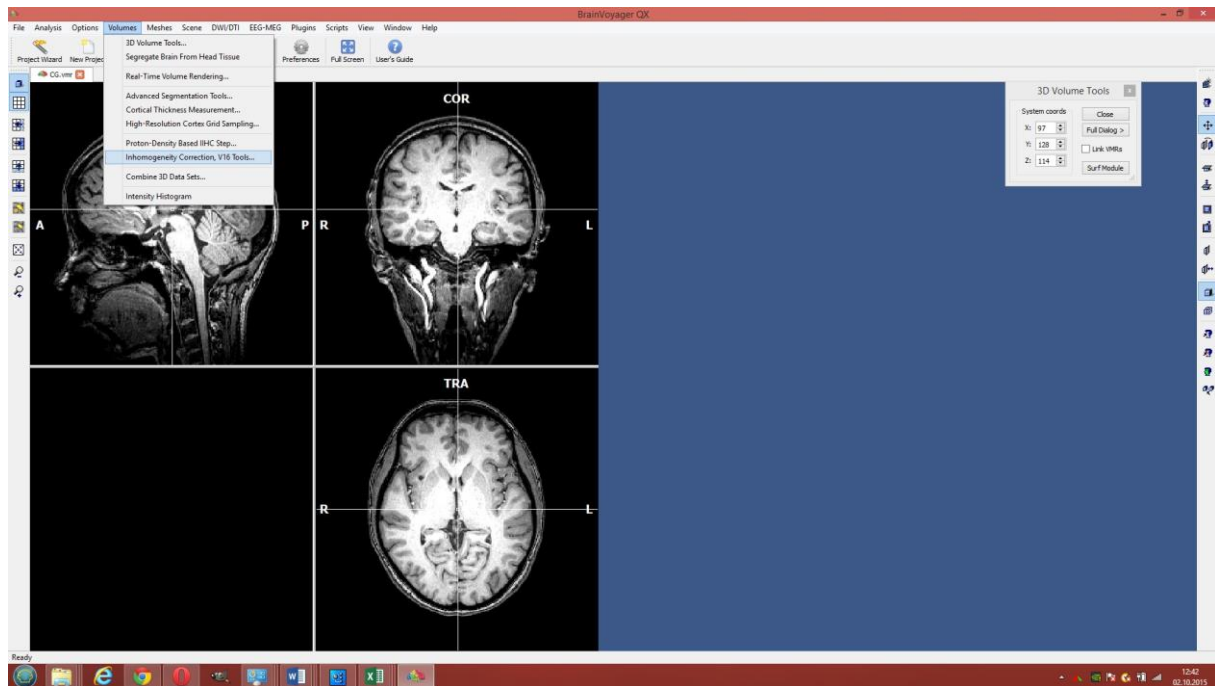 BrainVoyager QX
File Analysis Options Volumes Meshes Scene DWI/DTI EEG-MEG Plugins Scripts View Window Help
Project Wizard New Projec Preferences Full Screen User's Guide
CG.vmr
3D Volume Tools...
Segregate Brain From Head Tissue
Real-Time Volume Rendering...
Advanced Segmentation Tools...
Cortical Thickness Measurement...
High-Resolution Cortex Grid Sampling...
Proton-Density Based IIHC Step...
Inhomogeneity Correction, V16 Tools...
Combine 3D Data Sets...
Intensity Histogram
3D Volume Tools
System coords
Close
X: 97
Full Dialog >
Y: 128
Link VMRs
Z: 114
Surf Module
COR
A P R L
TRA
R L
Ready
12:42
02.10.2015